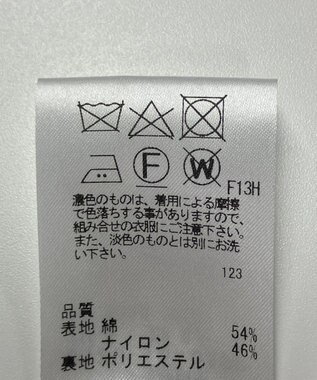 F W F13H
濃色のものは、着用による摩擦
で色落ちする事がありますので、
組み合せの衣服にご注意下さい。
また、淡色のものとは別にお洗
い下さい。
123
品質
表地 綿 54%
ナイロン 46%
裏地 ポリエステル